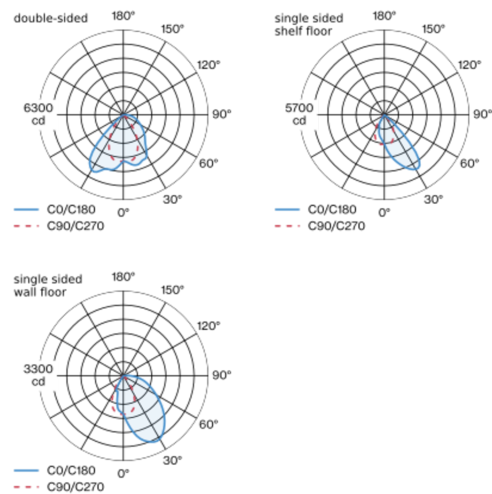 double-sided
180°
150°
120°
6300
cd
90°
60°
30°
0°
C0/C180
C90/C270
single sided
shelf floor
180°
150°
120°
5700
cd
90°
60°
30°
0°
C0/C180
C90/C270
single sided
wall floor
180°
150°
120°
3300
cd
90°
60°
30°
0°
C0/C180
C90/C270